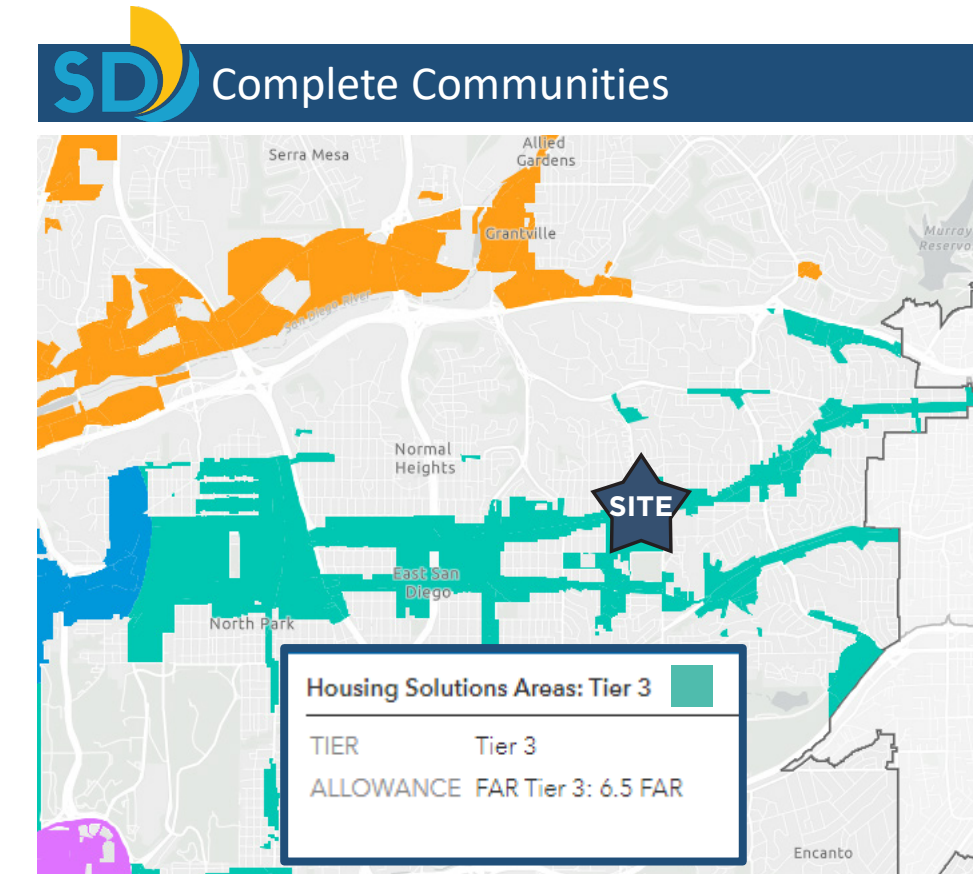 SD
Complete Communities
Serra Mesa
Allied
Gardens
Grantville
Murray
Reservo
San Diego River
Normal
Heights
SITE
East San
Diego
North Park
Housing Solutions Areas: Tier 3
TIER Tier 3
ALLOWANCE FAR Tier 3: 6.5 FAR
Encanto